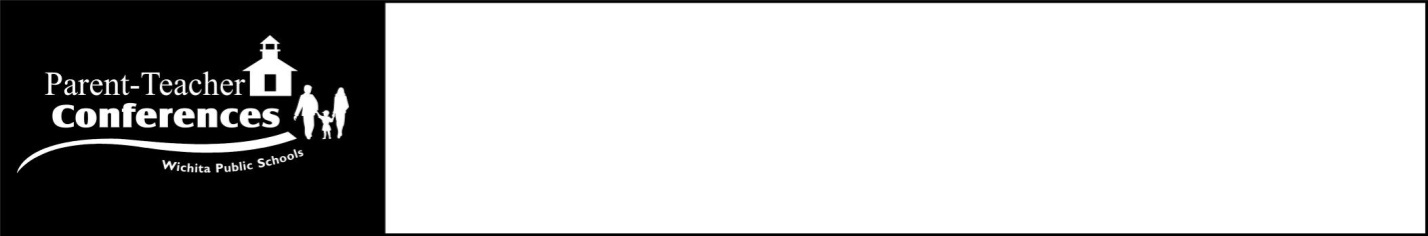 Parent-Teacher
Conferences
Wichita Public Schools